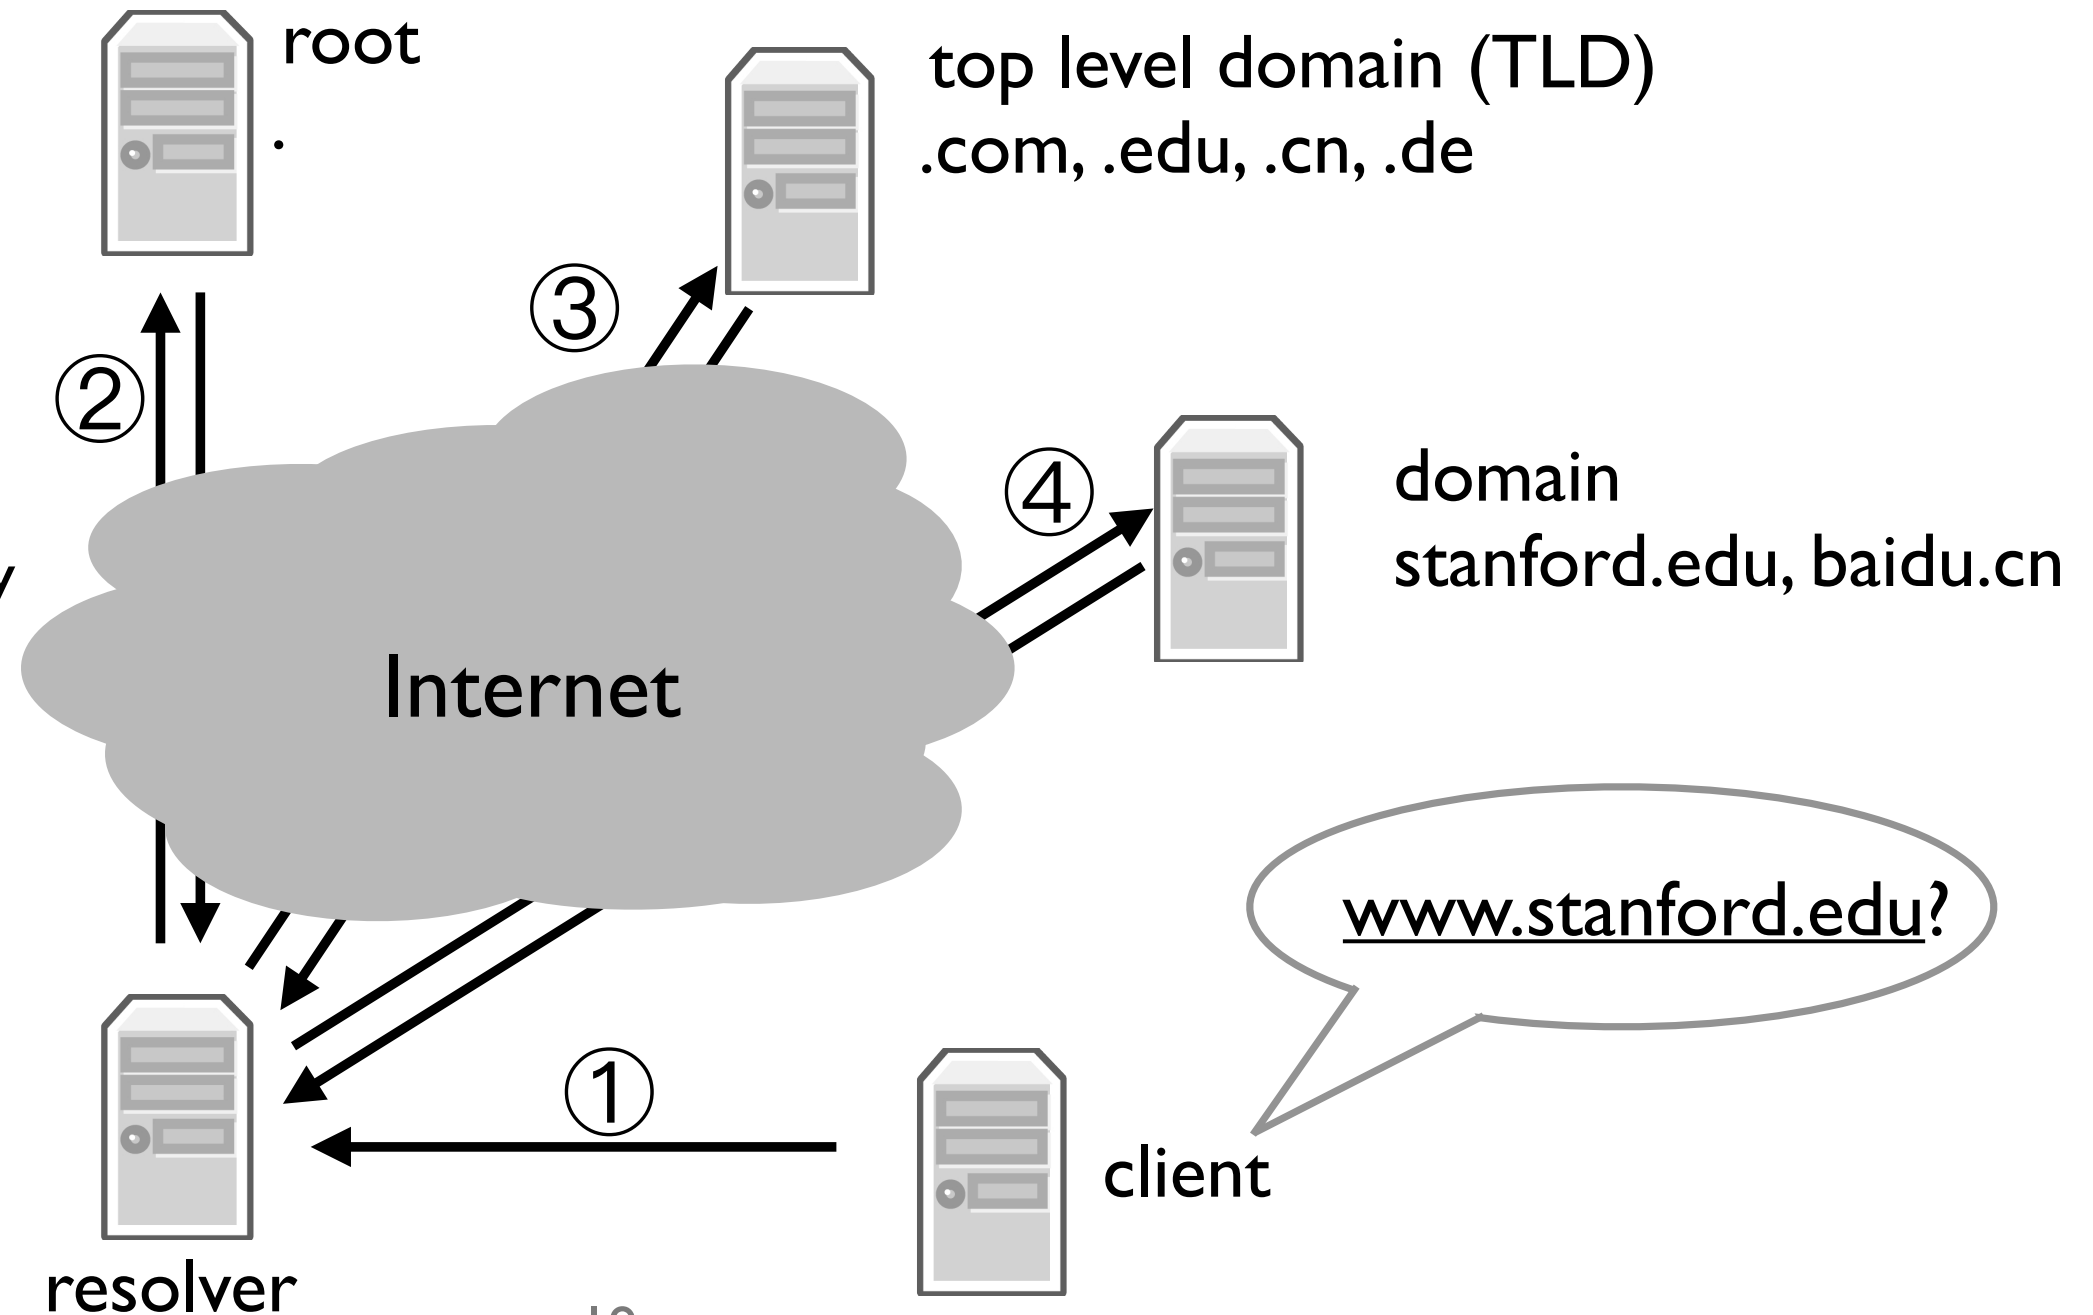 root
.
top level domain (TLD)
.com, .edu, .cn, .de
③
②
④
domain
stanford.edu, baidu.cn
Internet
www.stanford.edu?
①
client
resolver